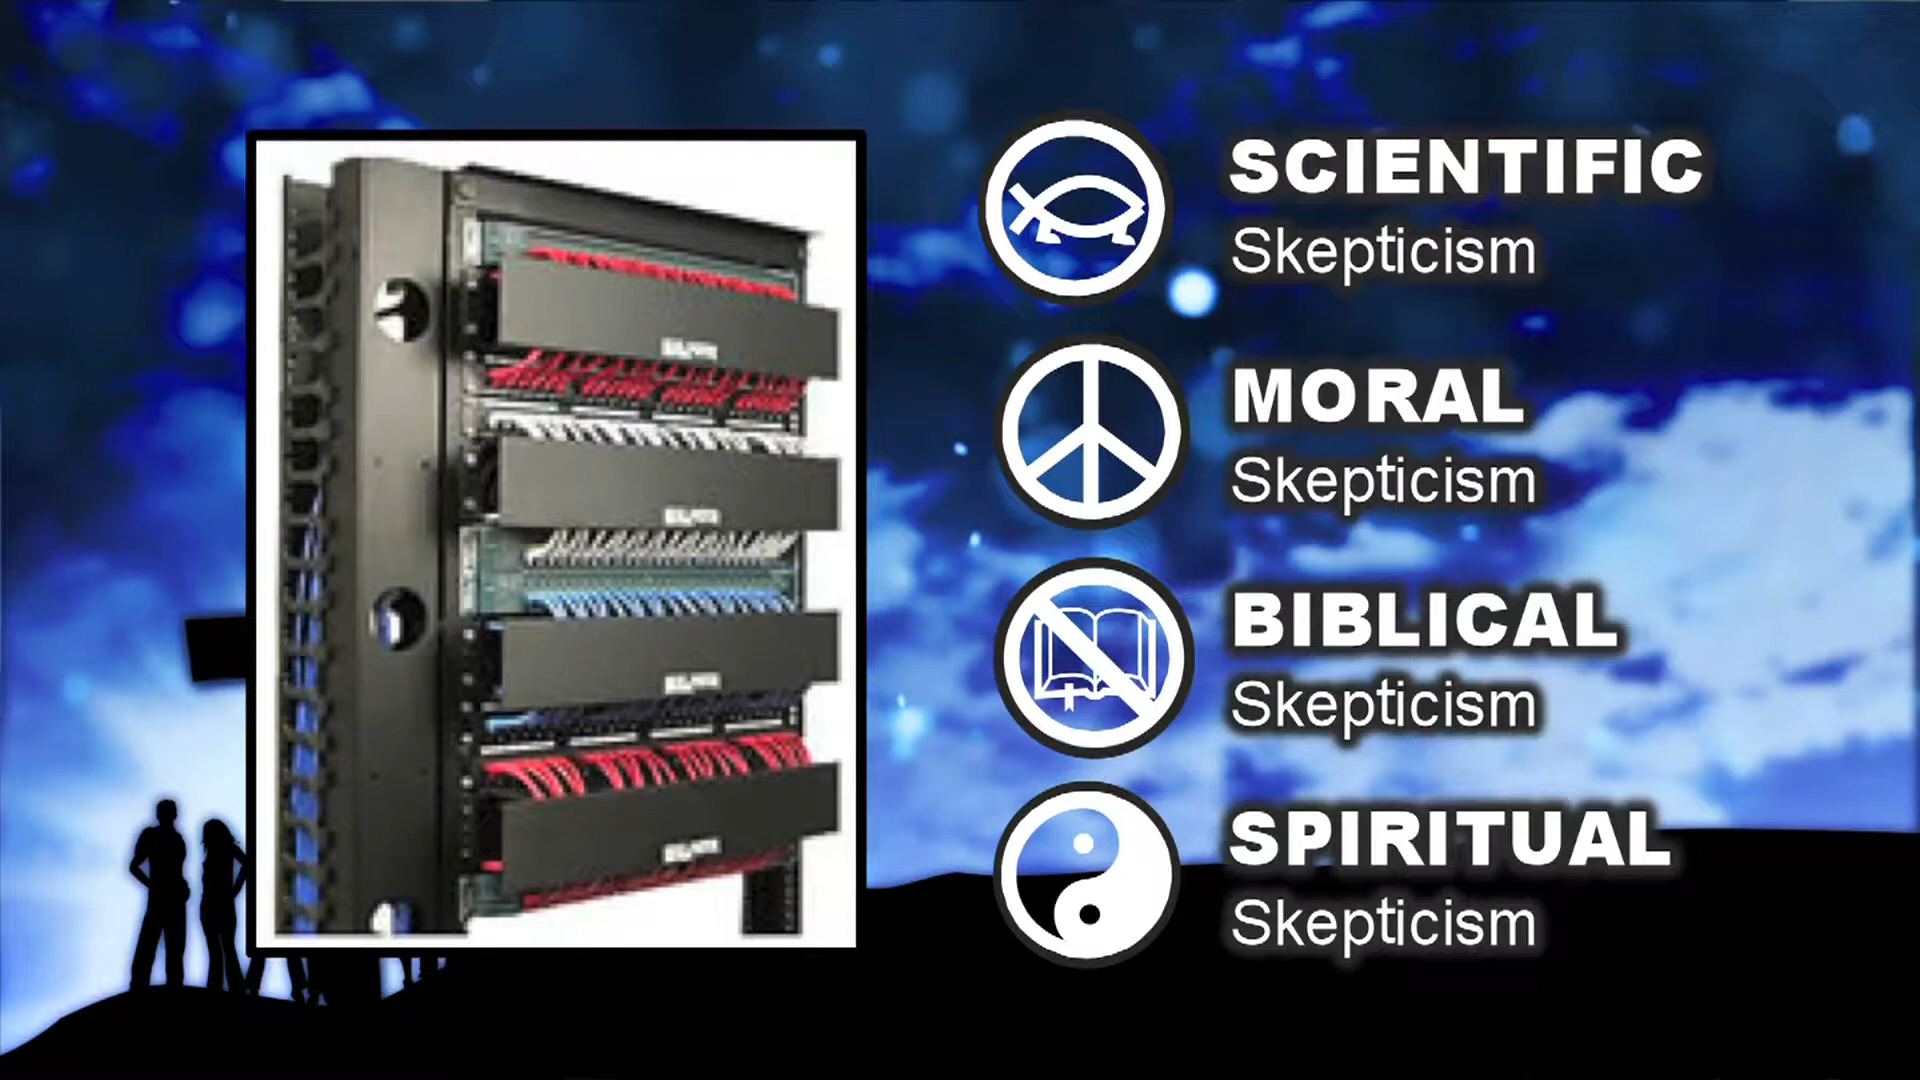 SCIENTIFIC
Skepticism
MORAL
Skepticism
BIBLICAL
Skepticism
SPIRITUAL
Skepticism